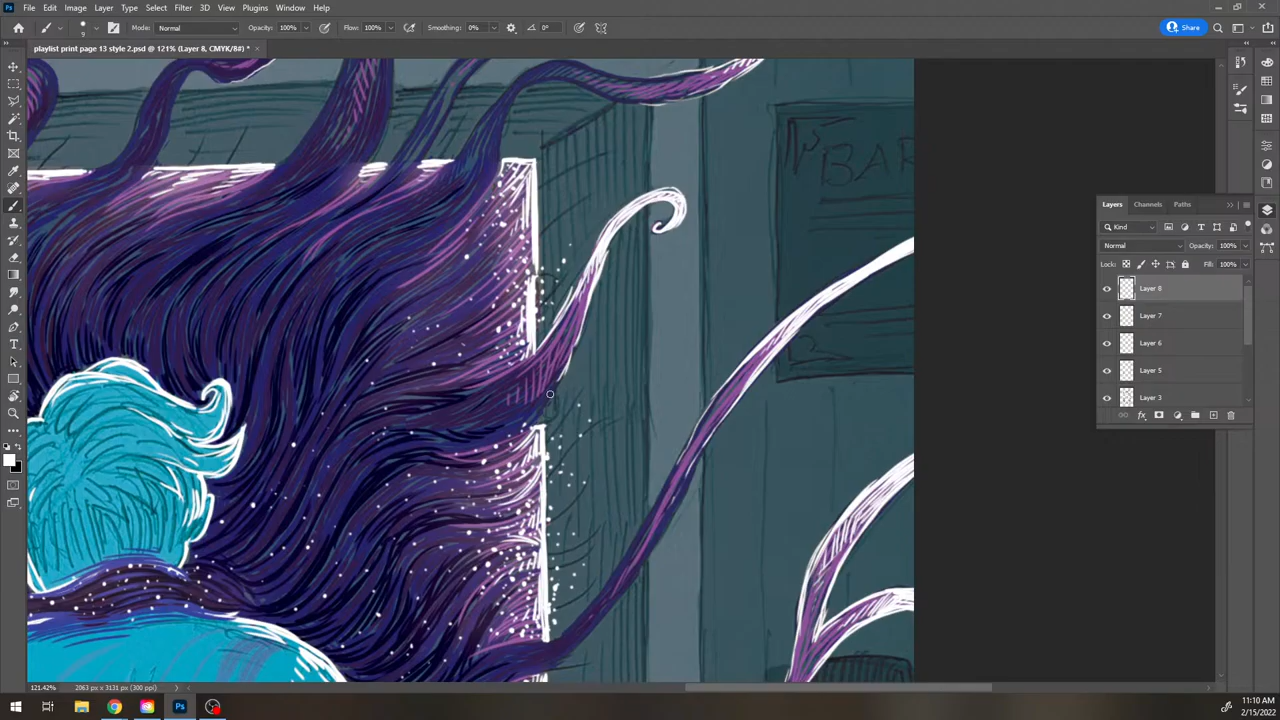 File Edit Image Layer Type Select Filter 3D View Plugins Window Help
9 Mode: Normal Opacity: 100% Flow: 100% Smoothing: 0% 0° Share
playlist print page 13 style 2.psd @ 121% (Layer 8, CMYK/8#) * ×
BAR
Layers Channels Paths
Kind
Normal Opacity: 100%
Lock: Fill: 100%
Layer 8
Layer 7
Layer 6
Layer 5
Layer 3
121.42% 2063 px x 3131 px (300 ppi)
11:10 AM
2/15/2022